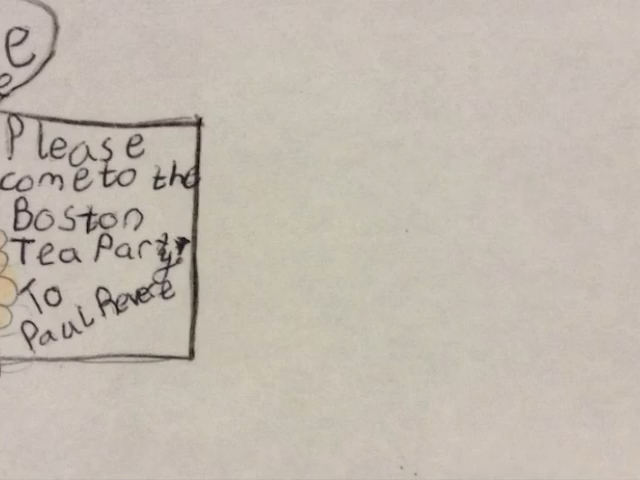 e
e
Please
come to the
Boston
Tea Party
To
Paul Revere